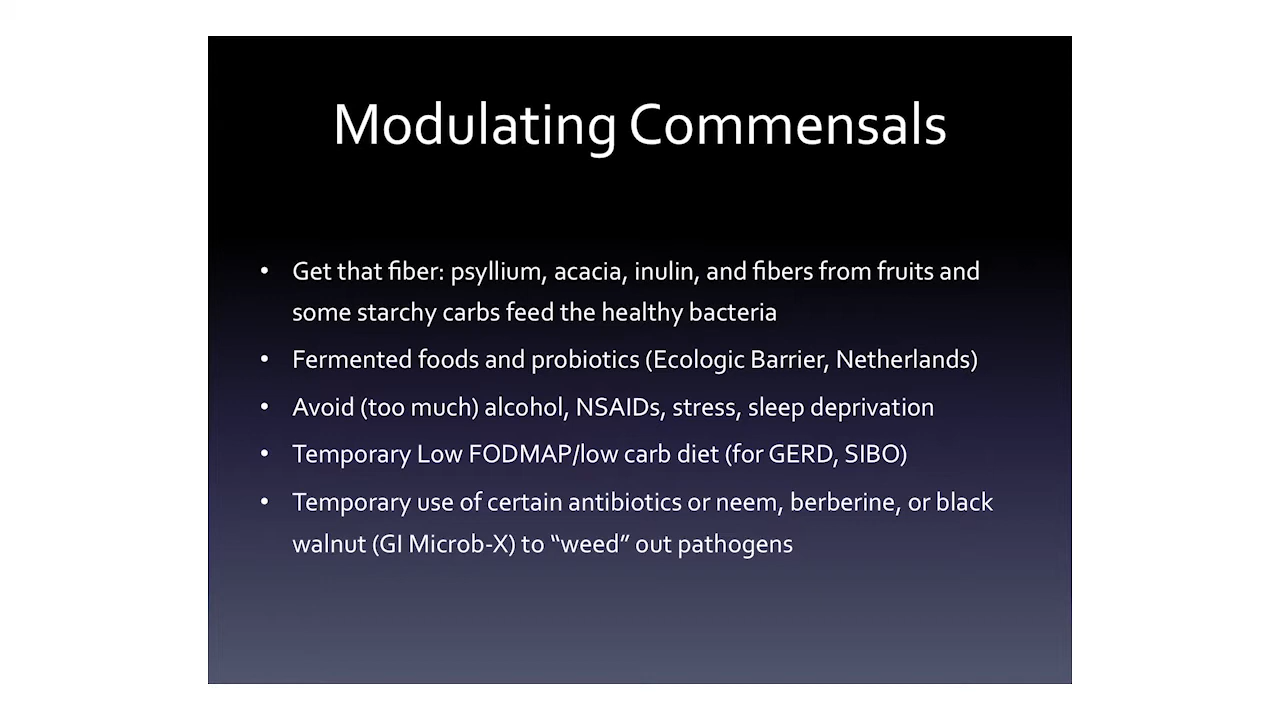 Modulating Commensals
• Get that fiber: psyllium, acacia, inulin, and fibers from fruits and
some starchy carbs feed the healthy bacteria
• Fermented foods and probiotics (Ecologic Barrier, Netherlands)
• Avoid (too much) alcohol, NSAIDs, stress, sleep deprivation
• Temporary Low FODMAP/low carb diet (for GERD, SIBO)
• Temporary use of certain antibiotics or neem, berberine, or black
walnut (GI Microb-X) to “weed” out pathogens